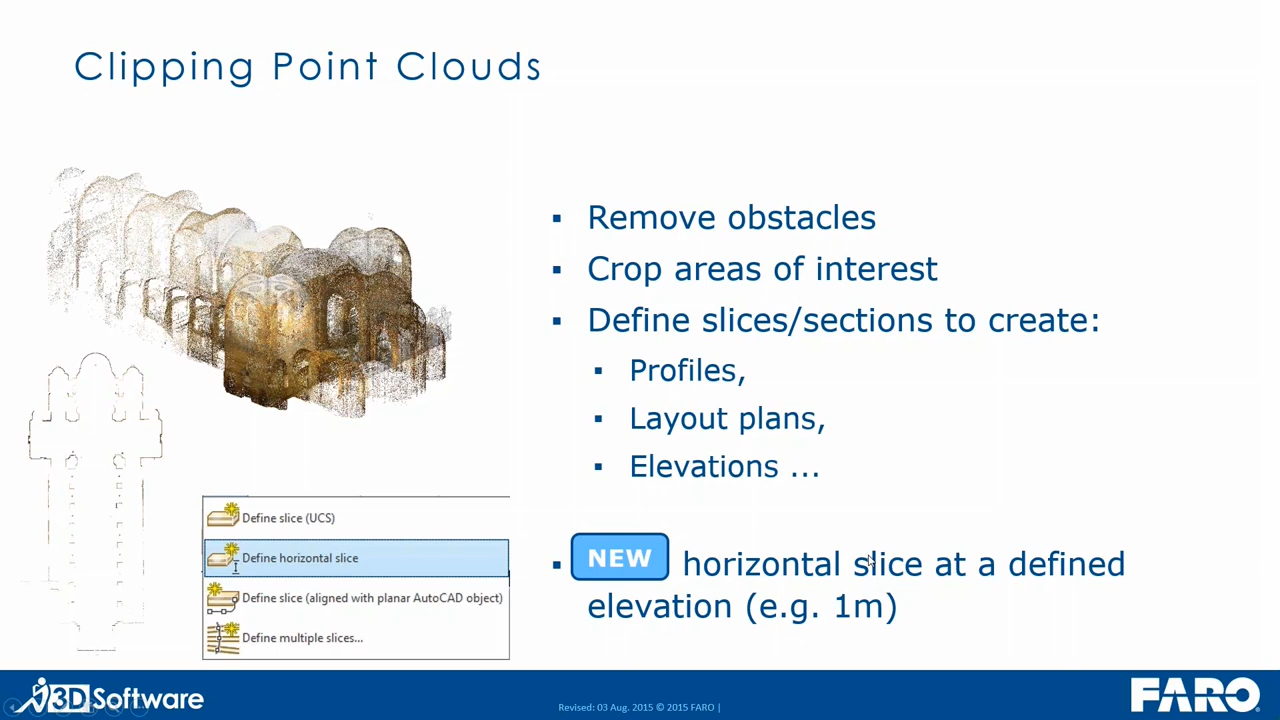 Clipping Point Clouds
▪ Remove obstacles
▪ Crop areas of interest
▪ Define slices/sections to create:
▪ Profiles,
▪ Layout plans,
▪ Elevations ...
▪ NEW horizontal slice at a defined
elevation (e.g. 1m)
Define slice (UCS)
Define horizontal slice
Define slice (aligned with planar AutoCAD object)
Define multiple slices...
3D Software
Revised: 03 Aug. 2015 © 2015 FARO |
FARO